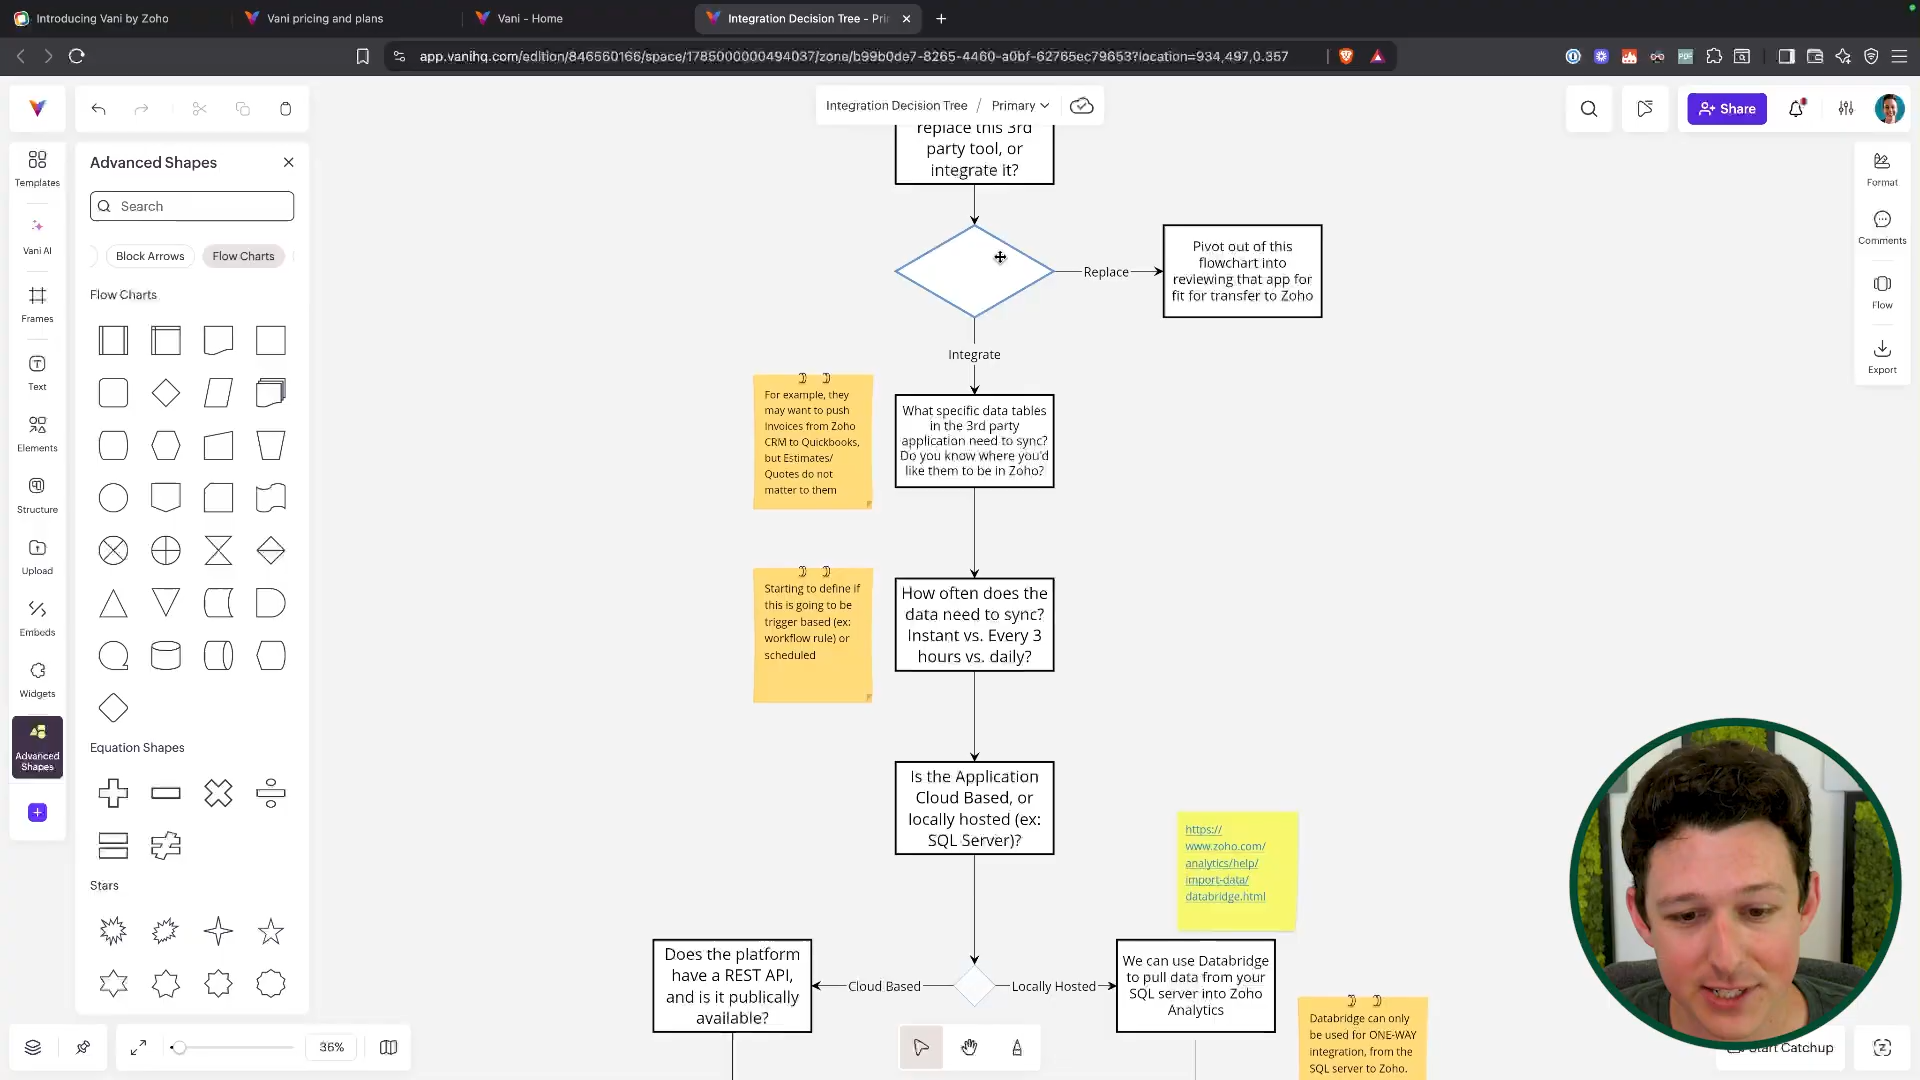 Introducing Vani by Zoho
Vani pricing and plans
Vani - Home
Integration Decision Tree - Pri
app.vanihq.com/edition/846560166/space/1785000000494037/zone/b99b0de7-8265-4460-a0bf-62765ec79653?location=934,497,0.357
Integration Decision Tree / Primary
Share
Advanced Shapes
Search
Block Arrows
Flow Charts
Flow Charts
Equation Shapes
Stars
Templates
Vani AI
Frames
Text
Elements
Structure
Upload
Embeds
Widgets
Advanced
Shapes
36%
replace this 3rd
party tool, or
integrate it?
Replace
Pivot out of this
flowchart into
reviewing that app for
fit for transfer to Zoho
Integrate
For example, they
may want to push
Invoices from Zoho
CRM to Quickbooks,
but Estimates/
Quotes do not
matter to them
What specific data tables
in the 3rd party
application need to sync?
Do you know where you'd
like them to be in Zoho?
Starting to define if
this is going to be
trigger based (ex:
workflow rule) or
scheduled
How often does the
data need to sync?
Instant vs. Every 3
hours vs. daily?
Is the Application
Cloud Based, or
locally hosted (ex:
SQL Server)?
https://
www.zoho.com/
analytics/help/
import-data/
databridge.html
Does the platform
have a REST API,
and is it publically
available?
Cloud Based
Locally Hosted
We can use Databridge
to pull data from your
SQL server into Zoho
Analytics
Databridge can only
be used for ONE-WAY
integration, from the
SQL server to Zoho.
Format
Comments
Flow
Export
Start Catchup